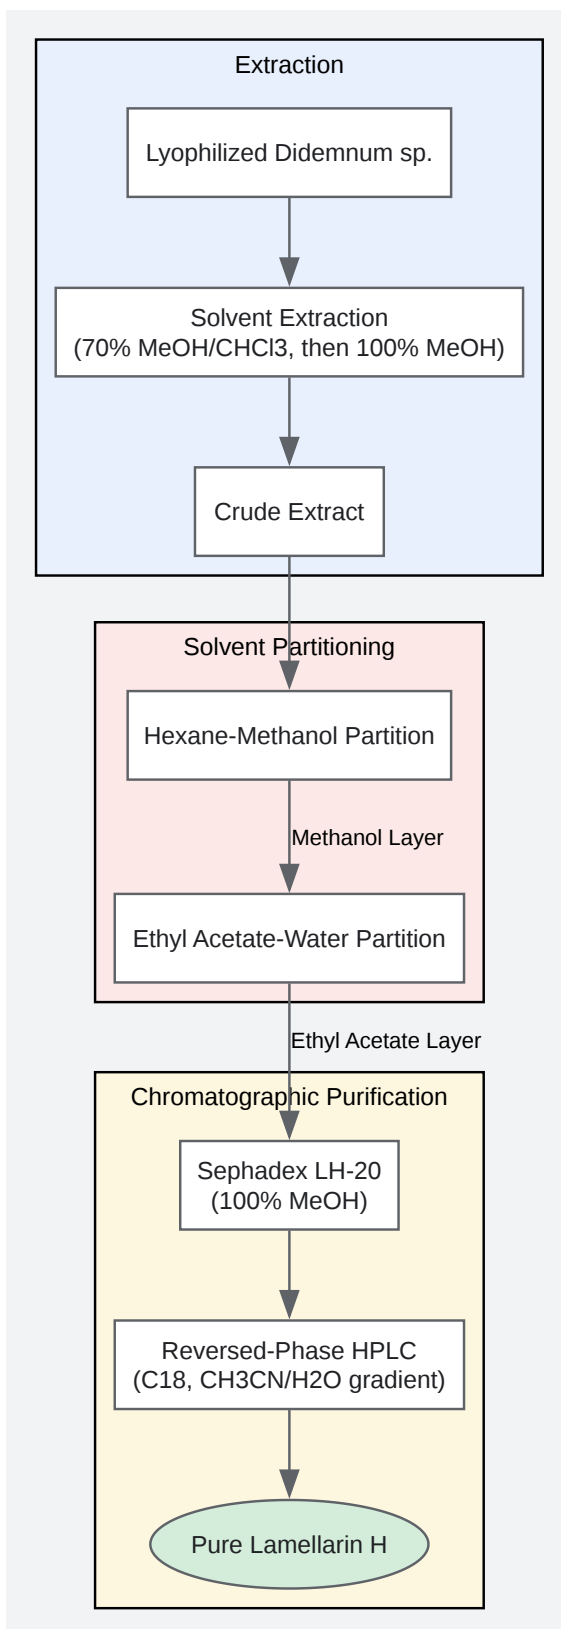 Extraction
Lyophilized Didemnum sp.
Solvent Extraction
(70% MeOH/CHCl3, then 100% MeOH)
Crude Extract
Solvent Partitioning
Hexane-Methanol Partition
Methanol Layer
Ethyl Acetate-Water Partition
Ethyl Acetate Layer
Chromatographic Purification
Sephadex LH-20
(100% MeOH)
Reversed-Phase HPLC
(C18, CH3CN/H2O gradient)
Pure Lamellarin H